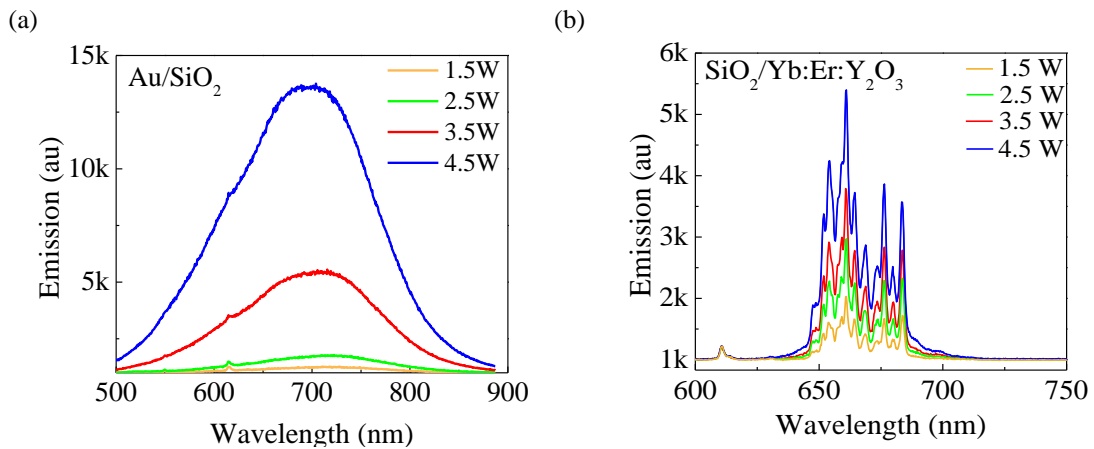 (a)
Au/SiO₂
1.5W
2.5W
3.5W
4.5W
15k
10k
5k
Emission (au)
500 600 700 800 900
Wavelength (nm)
(b)
SiO₂/Yb:Er:Y₂O₃
1.5 W
2.5 W
3.5 W
4.5 W
6k
5k
4k
3k
2k
1k
Emission (au)
600 650 700 750
Wavelength (nm)